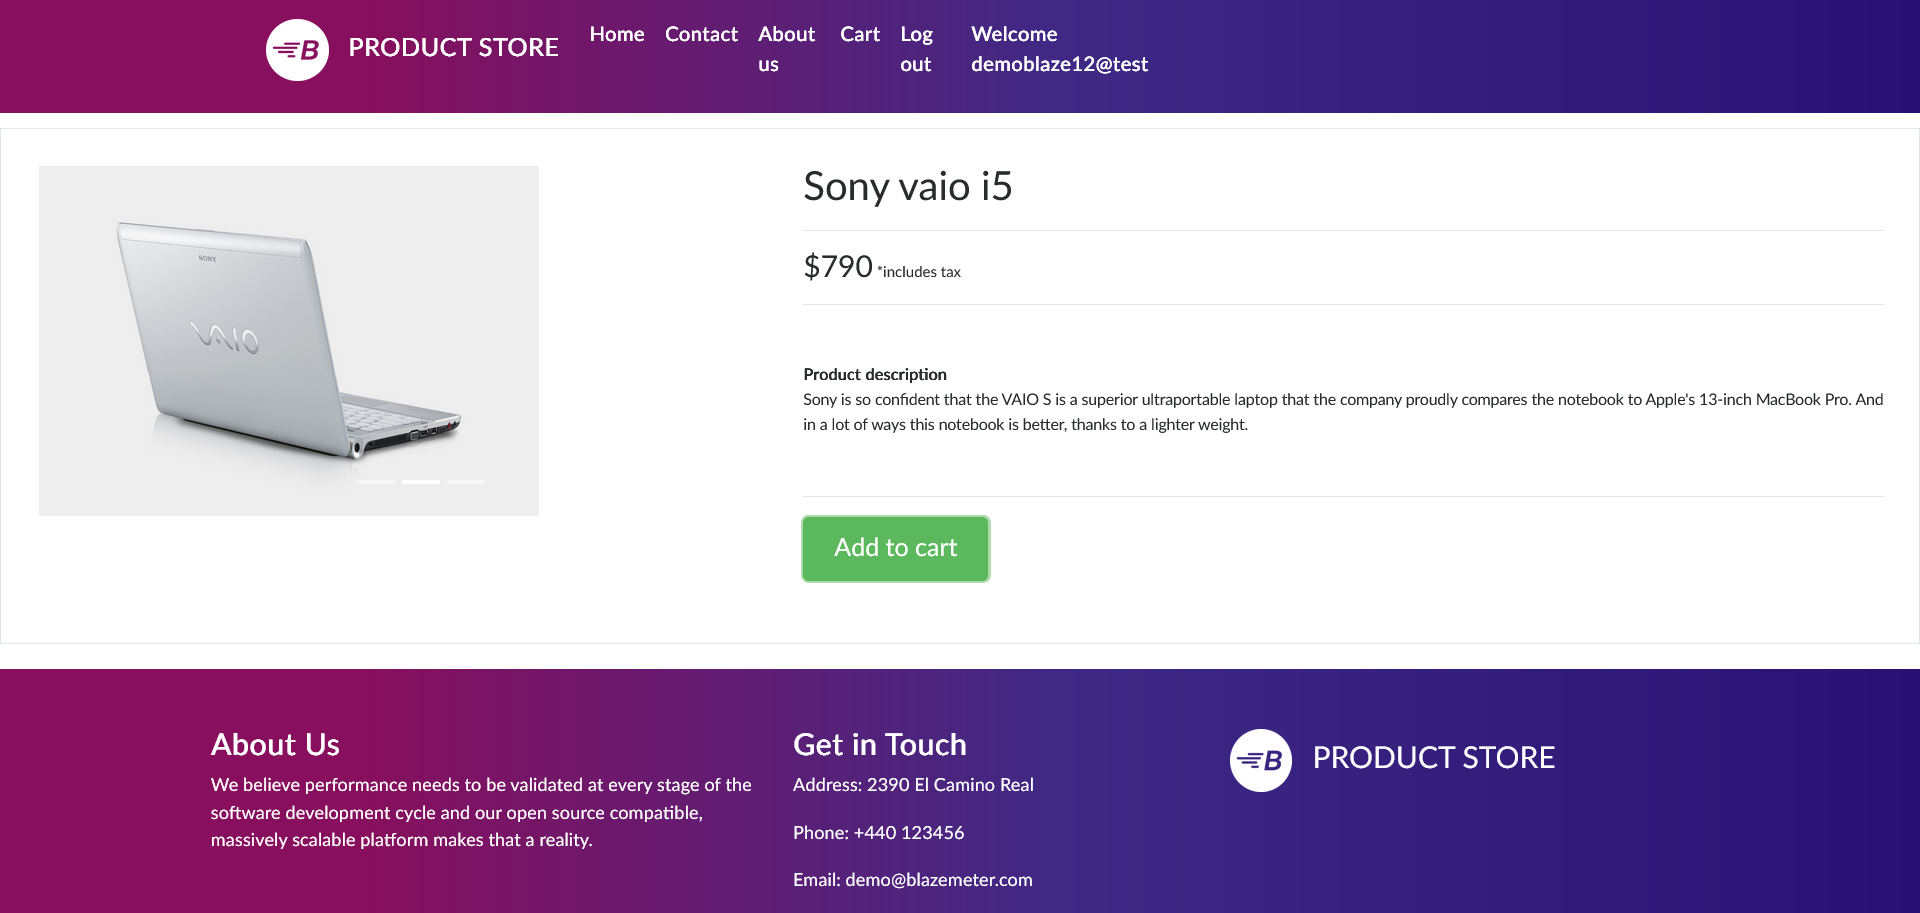 B PRODUCT STORE
Home
Contact
About
us
Cart
Log
out
Welcome
demoblaze12@test
SONY
VAIO
Sony vaio i5
$790 *includes tax
Product description
Sony is so confident that the VAIO S is a superior ultraportable laptop that the company proudly compares the notebook to Apple's 13-inch MacBook Pro. And
in a lot of ways this notebook is better, thanks to a lighter weight.
Add to cart
About Us
We believe performance needs to be validated at every stage of the
software development cycle and our open source compatible,
massively scalable platform makes that a reality.
Get in Touch
Address: 2390 El Camino Real
Phone: +440 123456
Email: demo@blazemeter.com
B PRODUCT STORE